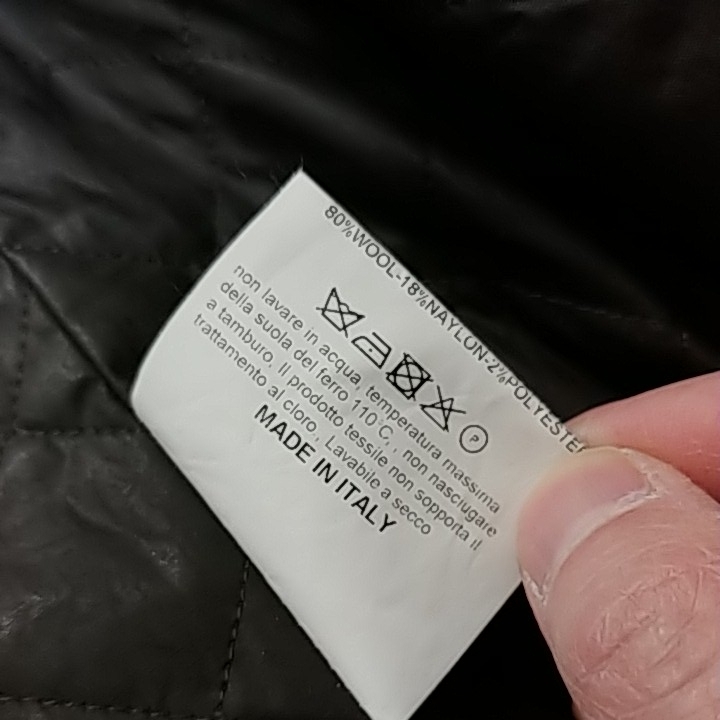 80%WOOL-18%NAYLON-2%POLYESTER
P
non lavare in acqua, temperatura massima
della suola del ferro 110°C, , non nasciugare
a tamburo. Il prodotto tessile non sopporta il
trattamento al cloro., Lavabile a secco
MADE IN ITALY